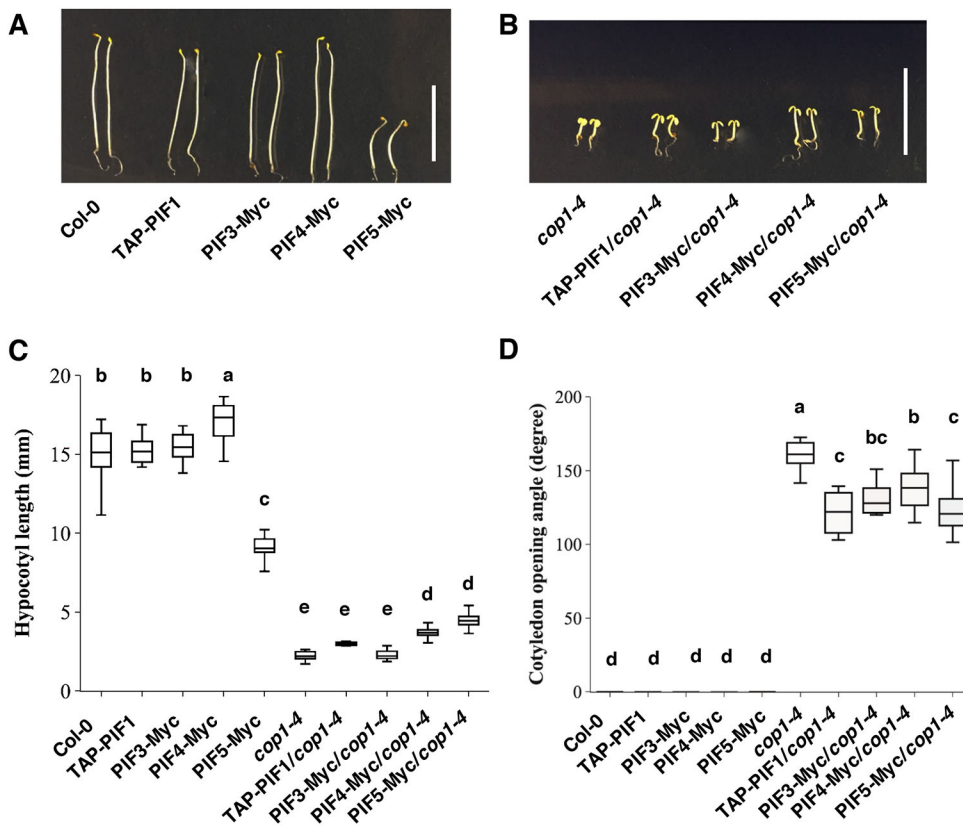 A
Col-0
TAP-PIF1
PIF3-Myc
PIF4-Myc
PIF5-Myc
B
cop1-4
TAP-PIF1/cop1-4
PIF3-Myc/cop1-4
PIF4-Myc/cop1-4
PIF5-Myc/cop1-4
C
Hypocotyl length (mm)
20
15
10
5
0
b
b
b
a
c
e
e
e
d
d
Col-0
TAP-PIF1
PIF3-Myc
PIF4-Myc
PIF5-Myc
cop1-4
TAP-PIF1/cop1-4
PIF3-Myc/cop1-4
PIF4-Myc/cop1-4
PIF5-Myc/cop1-4
D
Cotyledon opening angle (degree)
200
150
100
50
0
d
d
d
d
d
a
c
bc
b
c
Col-0
TAP-PIF1
PIF3-Myc
PIF4-Myc
PIF5-Myc
cop1-4
TAP-PIF1/cop1-4
PIF3-Myc/cop1-4
PIF4-Myc/cop1-4
PIF5-Myc/cop1-4